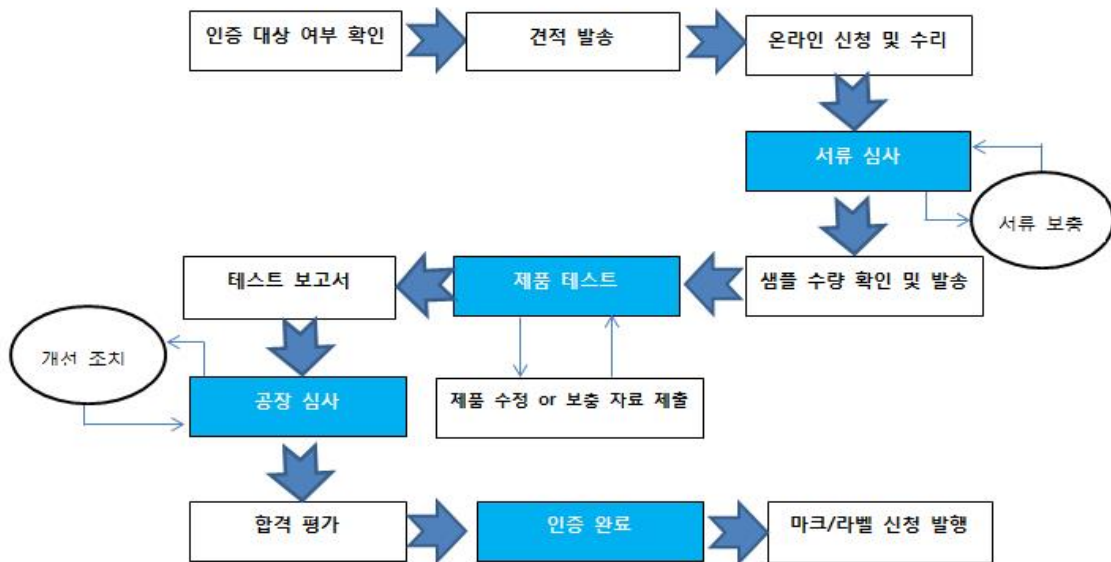 인증 대상 여부 확인
견적 발송
온라인 신청 및 수리
서류 심사
서류 보충
테스트 보고서
제품 테스트
샘플 수량 확인 및 발송
개선 조치
공장 심사
제품 수정 or 보충 자료 제출
합격 평가
인증 완료
마크/라벨 신청 발행